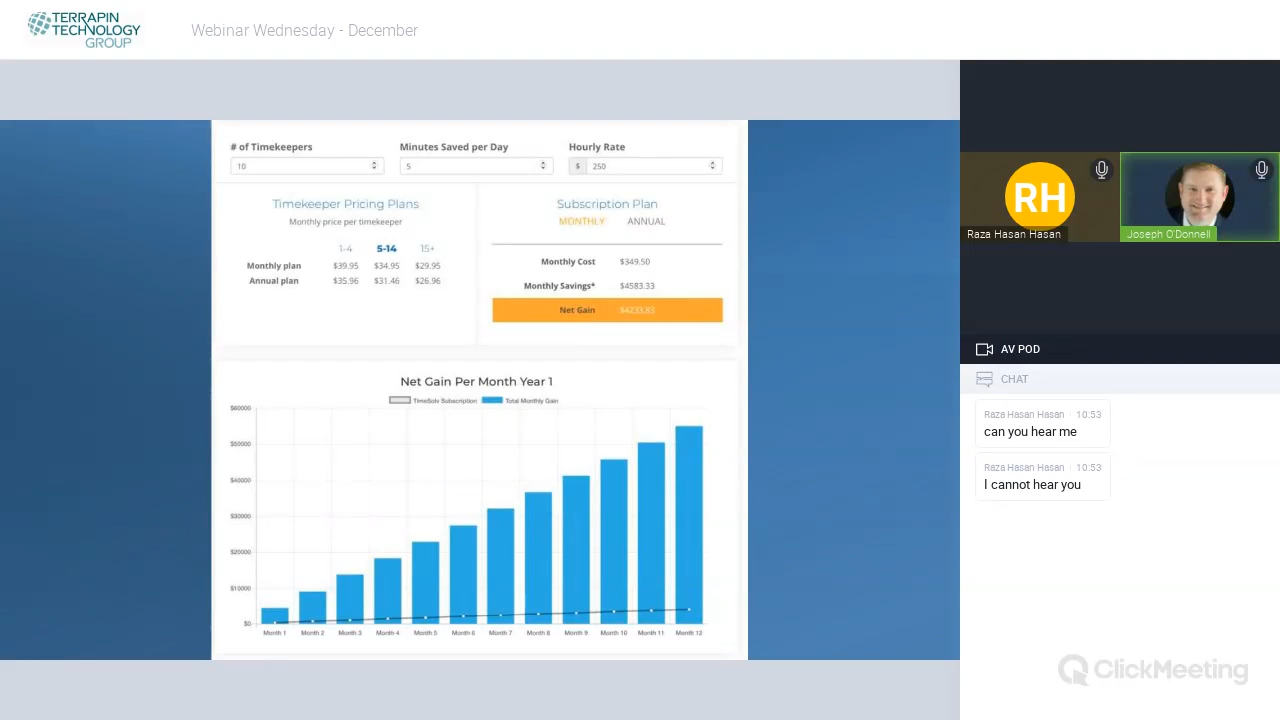 TERRAPIN
TECHNOLOGY
GROUP
Webinar Wednesday - December
# of Timekeepers Minutes Saved per Day Hourly Rate
10 5 $ 250
Timekeeper Pricing Plans
Monthly price per timekeeper
1-4 5-14 15+
Monthly plan $39.95 $34.95 $29.95
Annual plan $35.96 $31.46 $26.96
Subscription Plan
MONTHLY ANNUAL
Monthly Cost $349.50
Monthly Savings* $4583.33
Net Gain $4233.83
Net Gain Per Month Year 1
TimeSolv Subscription Total Monthly Gain
$60000
$50000
$40000
$30000
$20000
$10000
$0
Month 1 Month 2 Month 3 Month 4 Month 5 Month 6 Month 7 Month 8 Month 9 Month 10 Month 11 Month 12
RH
Raza Hasan Hasan
Joseph O'Donnell
AV POD
CHAT
Raza Hasan Hasan 10:53
can you hear me
Raza Hasan Hasan 10:53
I cannot hear you
ClickMeeting